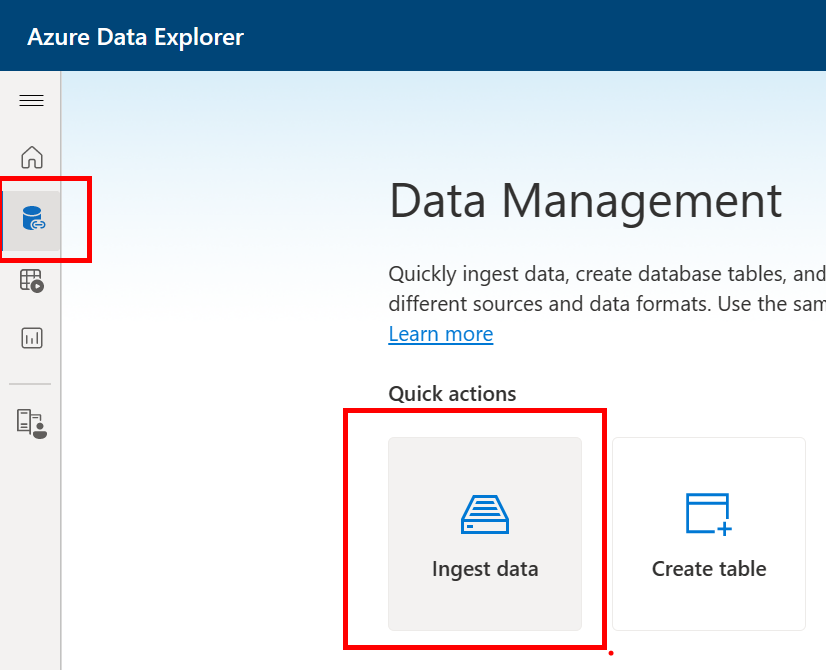 Azure Data Explorer
Data Management
Quickly ingest data, create database tables, and
different sources and data formats. Use the sam
Learn more
Quick actions
Ingest data
Create table